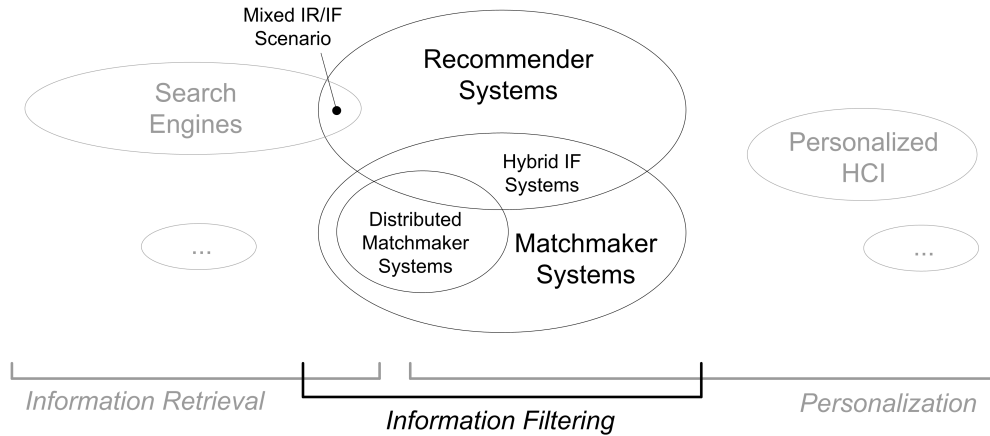 Mixed IR/IF
Scenario
Recommender
Systems
Search
Engines
Personalized
HCI
Hybrid IF
Systems
Distributed
Matchmaker
Systems
Matchmaker
Systems
...
...
Information Retrieval
Information Filtering
Personalization